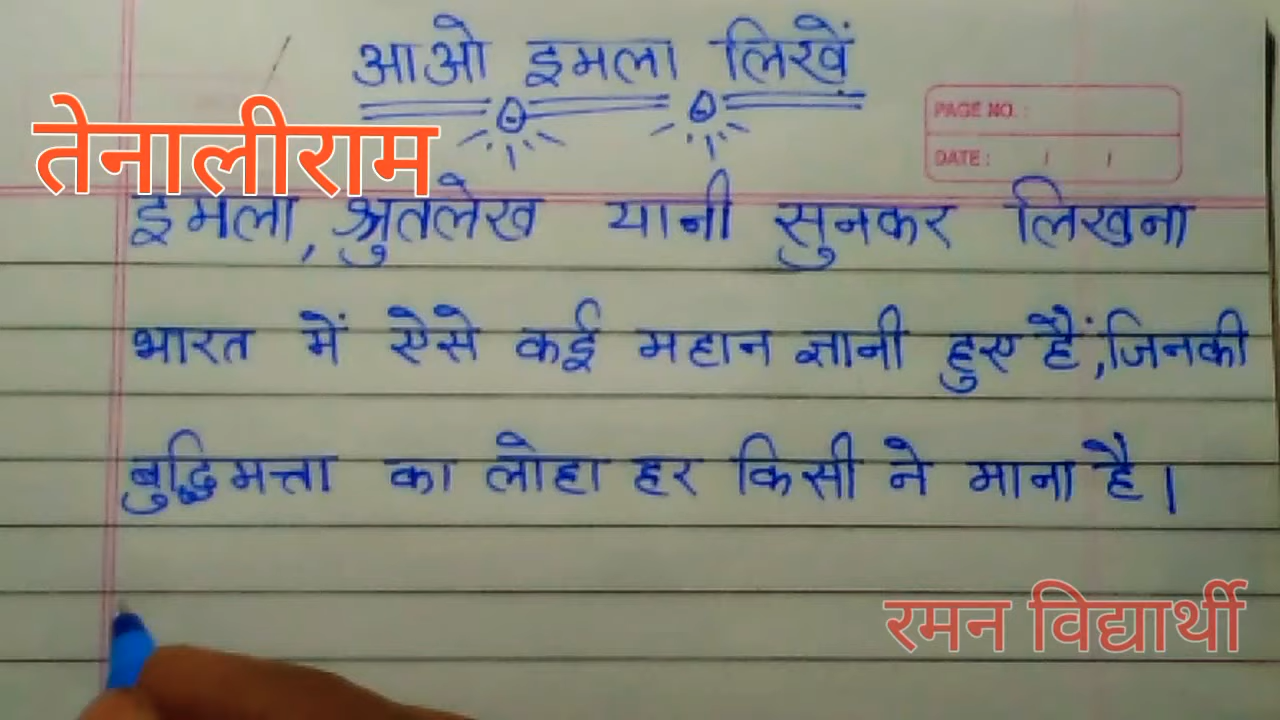 आओ इमला लिखें
PAGE NO. :
तेनालीराम
DATE : / /
इमला, श्रुतलेख यानी सुनकर लिखना
भारत में ऐसे कई महान ज्ञानी हुए हैं, जिनकी
बुद्धिमत्ता का लोहा हर किसी ने माना है।
रमन विद्यार्थी